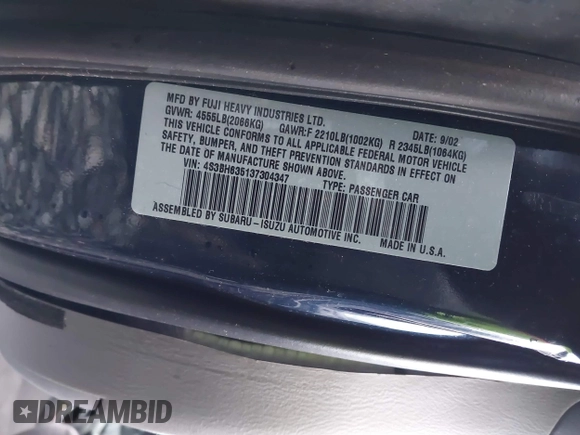 MFD BY FUJI HEAVY INDUSTRIES LTD. DATE: 9/02
GVWR: 4555LB(2066KG) GAWR:F 2210LB(1002KG) R 2345LB(1064KG)
THIS VEHICLE CONFORMS TO ALL APPLICABLE FEDERAL MOTOR VEHICLE
SAFETY, BUMPER, AND THEFT PREVENTION STANDARDS IN EFFECT ON
THE DATE OF MANUFACTURE SHOWN ABOVE.
VIN: 4S3BH635137304347 TYPE: PASSENGER CAR
ASSEMBLED BY SUBARU-ISUZU AUTOMOTIVE INC. MADE IN U.S.A.
DREAMBID